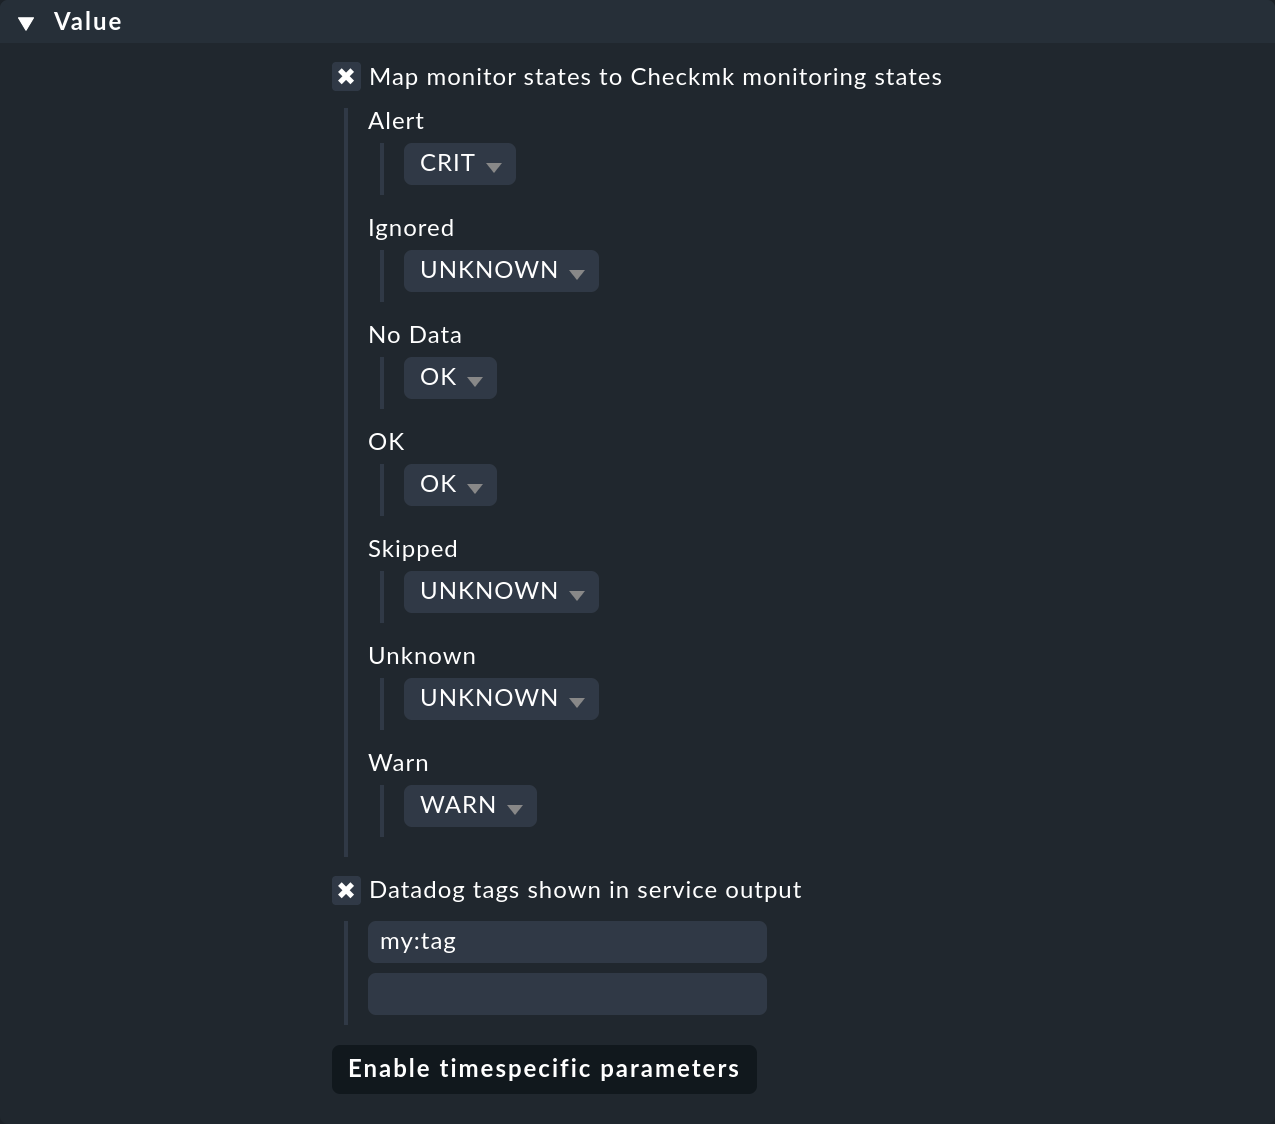 Value
Map monitor states to Checkmk monitoring states
Alert
CRIT
Ignored
UNKNOWN
No Data
OK
OK
OK
Skipped
UNKNOWN
Unknown
UNKNOWN
Warn
WARN
Datadog tags shown in service output
my:tag
Enable timespecific parameters